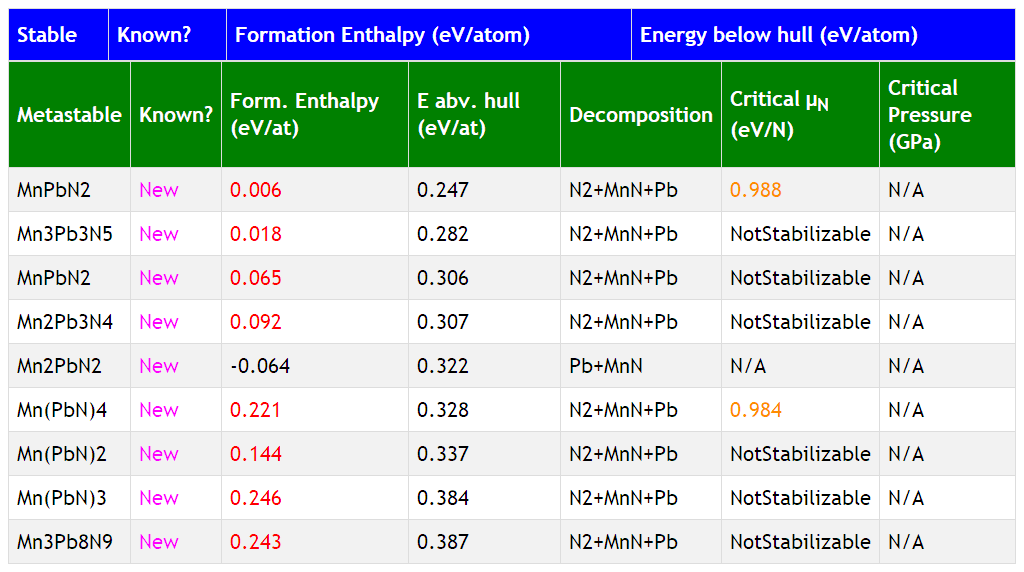 Stable Known? Formation Enthalpy (eV/atom) Energy below hull (eV/atom)
Metastable Known? Form. Enthalpy (eV/at) E abv. hull (eV/at) Decomposition Critical μN (eV/N) Critical Pressure (GPa)
MnPbN2 New 0.006 0.247 N2+MnN+Pb 0.988 N/A
Mn3Pb3N5 New 0.018 0.282 N2+MnN+Pb NotStabilizable N/A
MnPbN2 New 0.065 0.306 N2+MnN+Pb NotStabilizable N/A
Mn2Pb3N4 New 0.092 0.307 N2+MnN+Pb NotStabilizable N/A
Mn2PbN2 New -0.064 0.322 Pb+MnN N/A N/A
Mn(PbN)4 New 0.221 0.328 N2+MnN+Pb 0.984 N/A
Mn(PbN)2 New 0.144 0.337 N2+MnN+Pb NotStabilizable N/A
Mn(PbN)3 New 0.246 0.384 N2+MnN+Pb NotStabilizable N/A
Mn3Pb8N9 New 0.243 0.387 N2+MnN+Pb NotStabilizable N/A